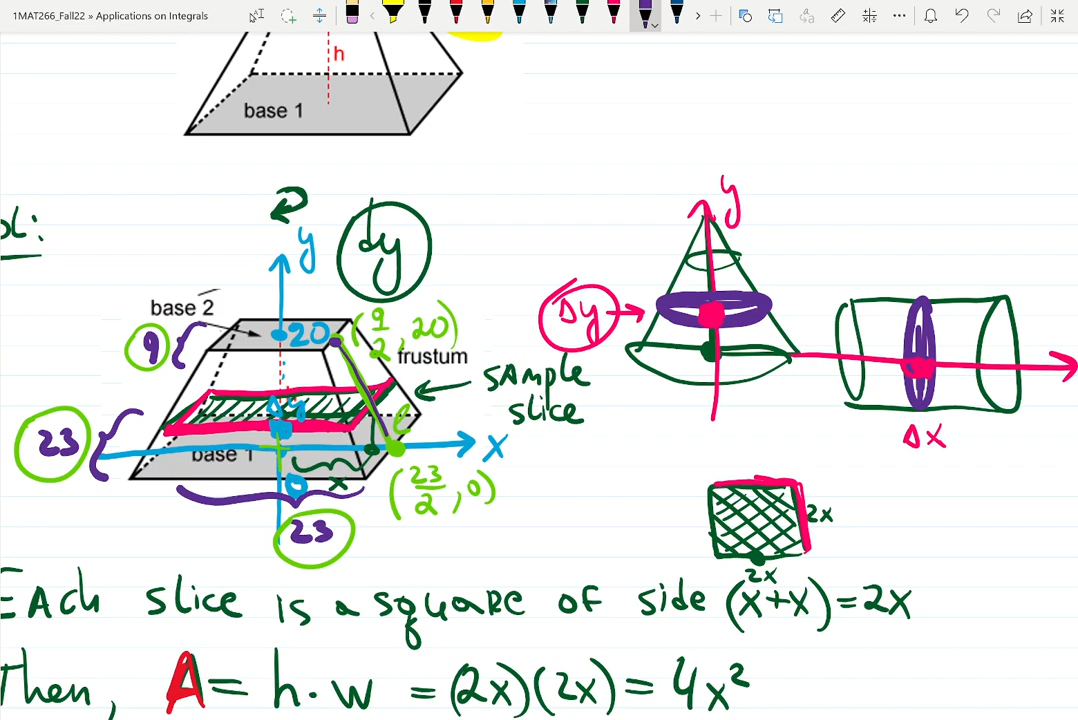 1MAT266_Fall22 » Applications on Integrals
h
base 1
y
dy
y
base 2
20
(9/2, 20)
9
frustum
Δy
Sample
slice
Δy
23
base 1
x
0
x
(23/2, 0)
Δx
23
2x
2x
Each slice is a square of side (x+x)=2x
Then, A = h·w = (2x)(2x) = 4x²